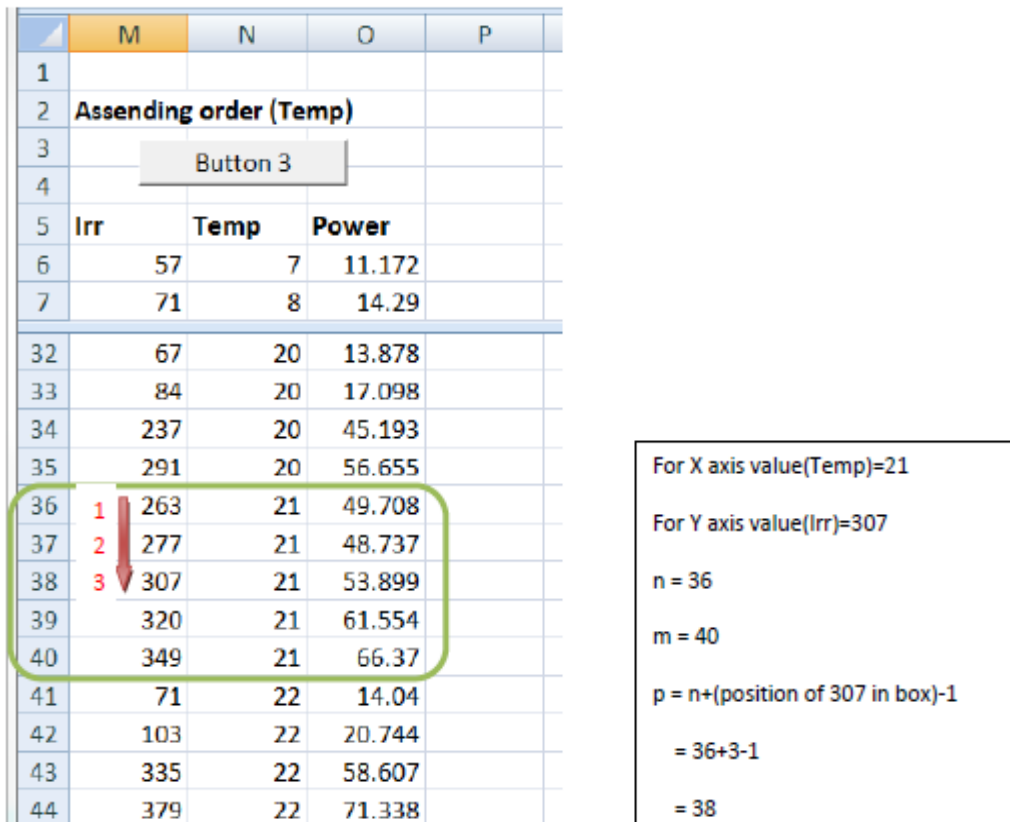 M N O P
1
2 Assending order (Temp)
3 Button 3
4
5 Irr Temp Power
6 57 7 11.172
7 71 8 14.29
32 67 20 13.878
33 84 20 17.098
34 237 20 45.193
35 291 20 56.655
36 1 263 21 49.708
37 2 277 21 48.737
38 3 307 21 53.899
39 320 21 61.554
40 349 21 66.37
41 71 22 14.04
42 103 22 20.744
43 335 22 58.607
44 379 22 71.338
For X axis value(Temp)=21
For Y axis value(Irr)=307
n = 36
m = 40
p = n+(position of 307 in box)-1
= 36+3-1
= 38